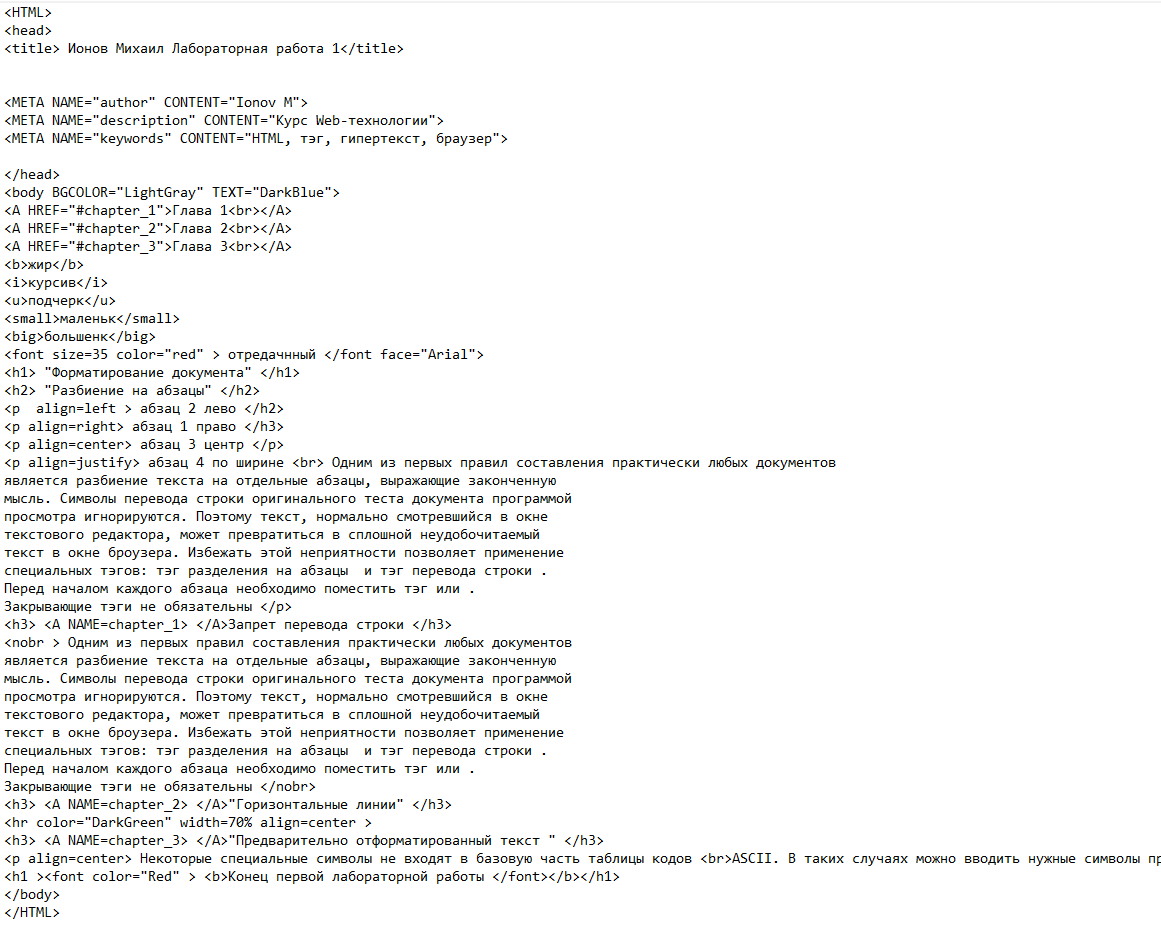 <HTML>
<head>
<title> Ионов Михаил Лабораторная работа 1</title>
<META NAME="author" CONTENT="Ionov M">
<META NAME="description" CONTENT="Курс Web-технологии">
<META NAME="keywords" CONTENT="HTML, тэг, гипертекст, браузер">
</head>
<body BGCOLOR="LightGray" TEXT="DarkBlue">
<A HREF="#chapter_1">Глава 1<br></A>
<A HREF="#chapter_2">Глава 2<br></A>
<A HREF="#chapter_3">Глава 3<br></A>
<b>жир</b>
<i>курсив</i>
<u>подчерк</u>
<small>маленьк</small>
<big>большенк</big>
<font size=35 color="red" > отредачнный </font face="Arial">
<h1> "Форматирование документа" </h1>
<h2> "Разбиение на абзацы" </h2>
<p  align=left > абзац 2 лево </h2>
<p align=right> абзац 1 право </h3>
<p align=center> абзац 3 центр </p>
<p align=justify> абзац 4 по ширине <br> Одним из первых правил составления практически любых документов
является разбиение текста на отдельные абзацы, выражающие законченную
мысль. Символы перевода строки оригинального теста документа программой
просмотра игнорируются. Поэтому текст, нормально смотревшийся в окне
текстового редактора, может превратиться в сплошной неудобочитаемый
текст в окне броузера. Избежать этой неприятности позволяет применение
специальных тэгов: тэг разделения на абзацы  и тэг перевода строки .
Перед началом каждого абзаца необходимо поместить тэг или .
Закрывающие тэги не обязательны </p>
<h3> <A NAME=chapter_1> </A>Запрет перевода строки </h3>
<nobr > Одним из первых правил составления практически любых документов
является разбиение текста на отдельные абзацы, выражающие законченную
мысль. Символы перевода строки оригинального теста документа программой
просмотра игнорируются. Поэтому текст, нормально смотревшийся в окне
текстового редактора, может превратиться в сплошной неудобочитаемый
текст в окне броузера. Избежать этой неприятности позволяет применение
специальных тэгов: тэг разделения на абзацы  и тэг перевода строки .
Перед началом каждого абзаца необходимо поместить тэг или .
Закрывающие тэги не обязательны </nobr>
<h3> <A NAME=chapter_2> </A>"Горизонтальные линии" </h3>
<hr color="DarkGreen" width=70% align=center >
<h3> <A NAME=chapter_3> </A>"Предварительно отформатированный текст " </h3>
<p align=center> Некоторые специальные символы не входят в базовую часть таблицы кодов <br>ASCII. В таких случаях можно вводить нужные символы
<h1 ><font color="Red" > <b>Конец первой лабораторной работы </font></b></h1>
</body>
</HTML>